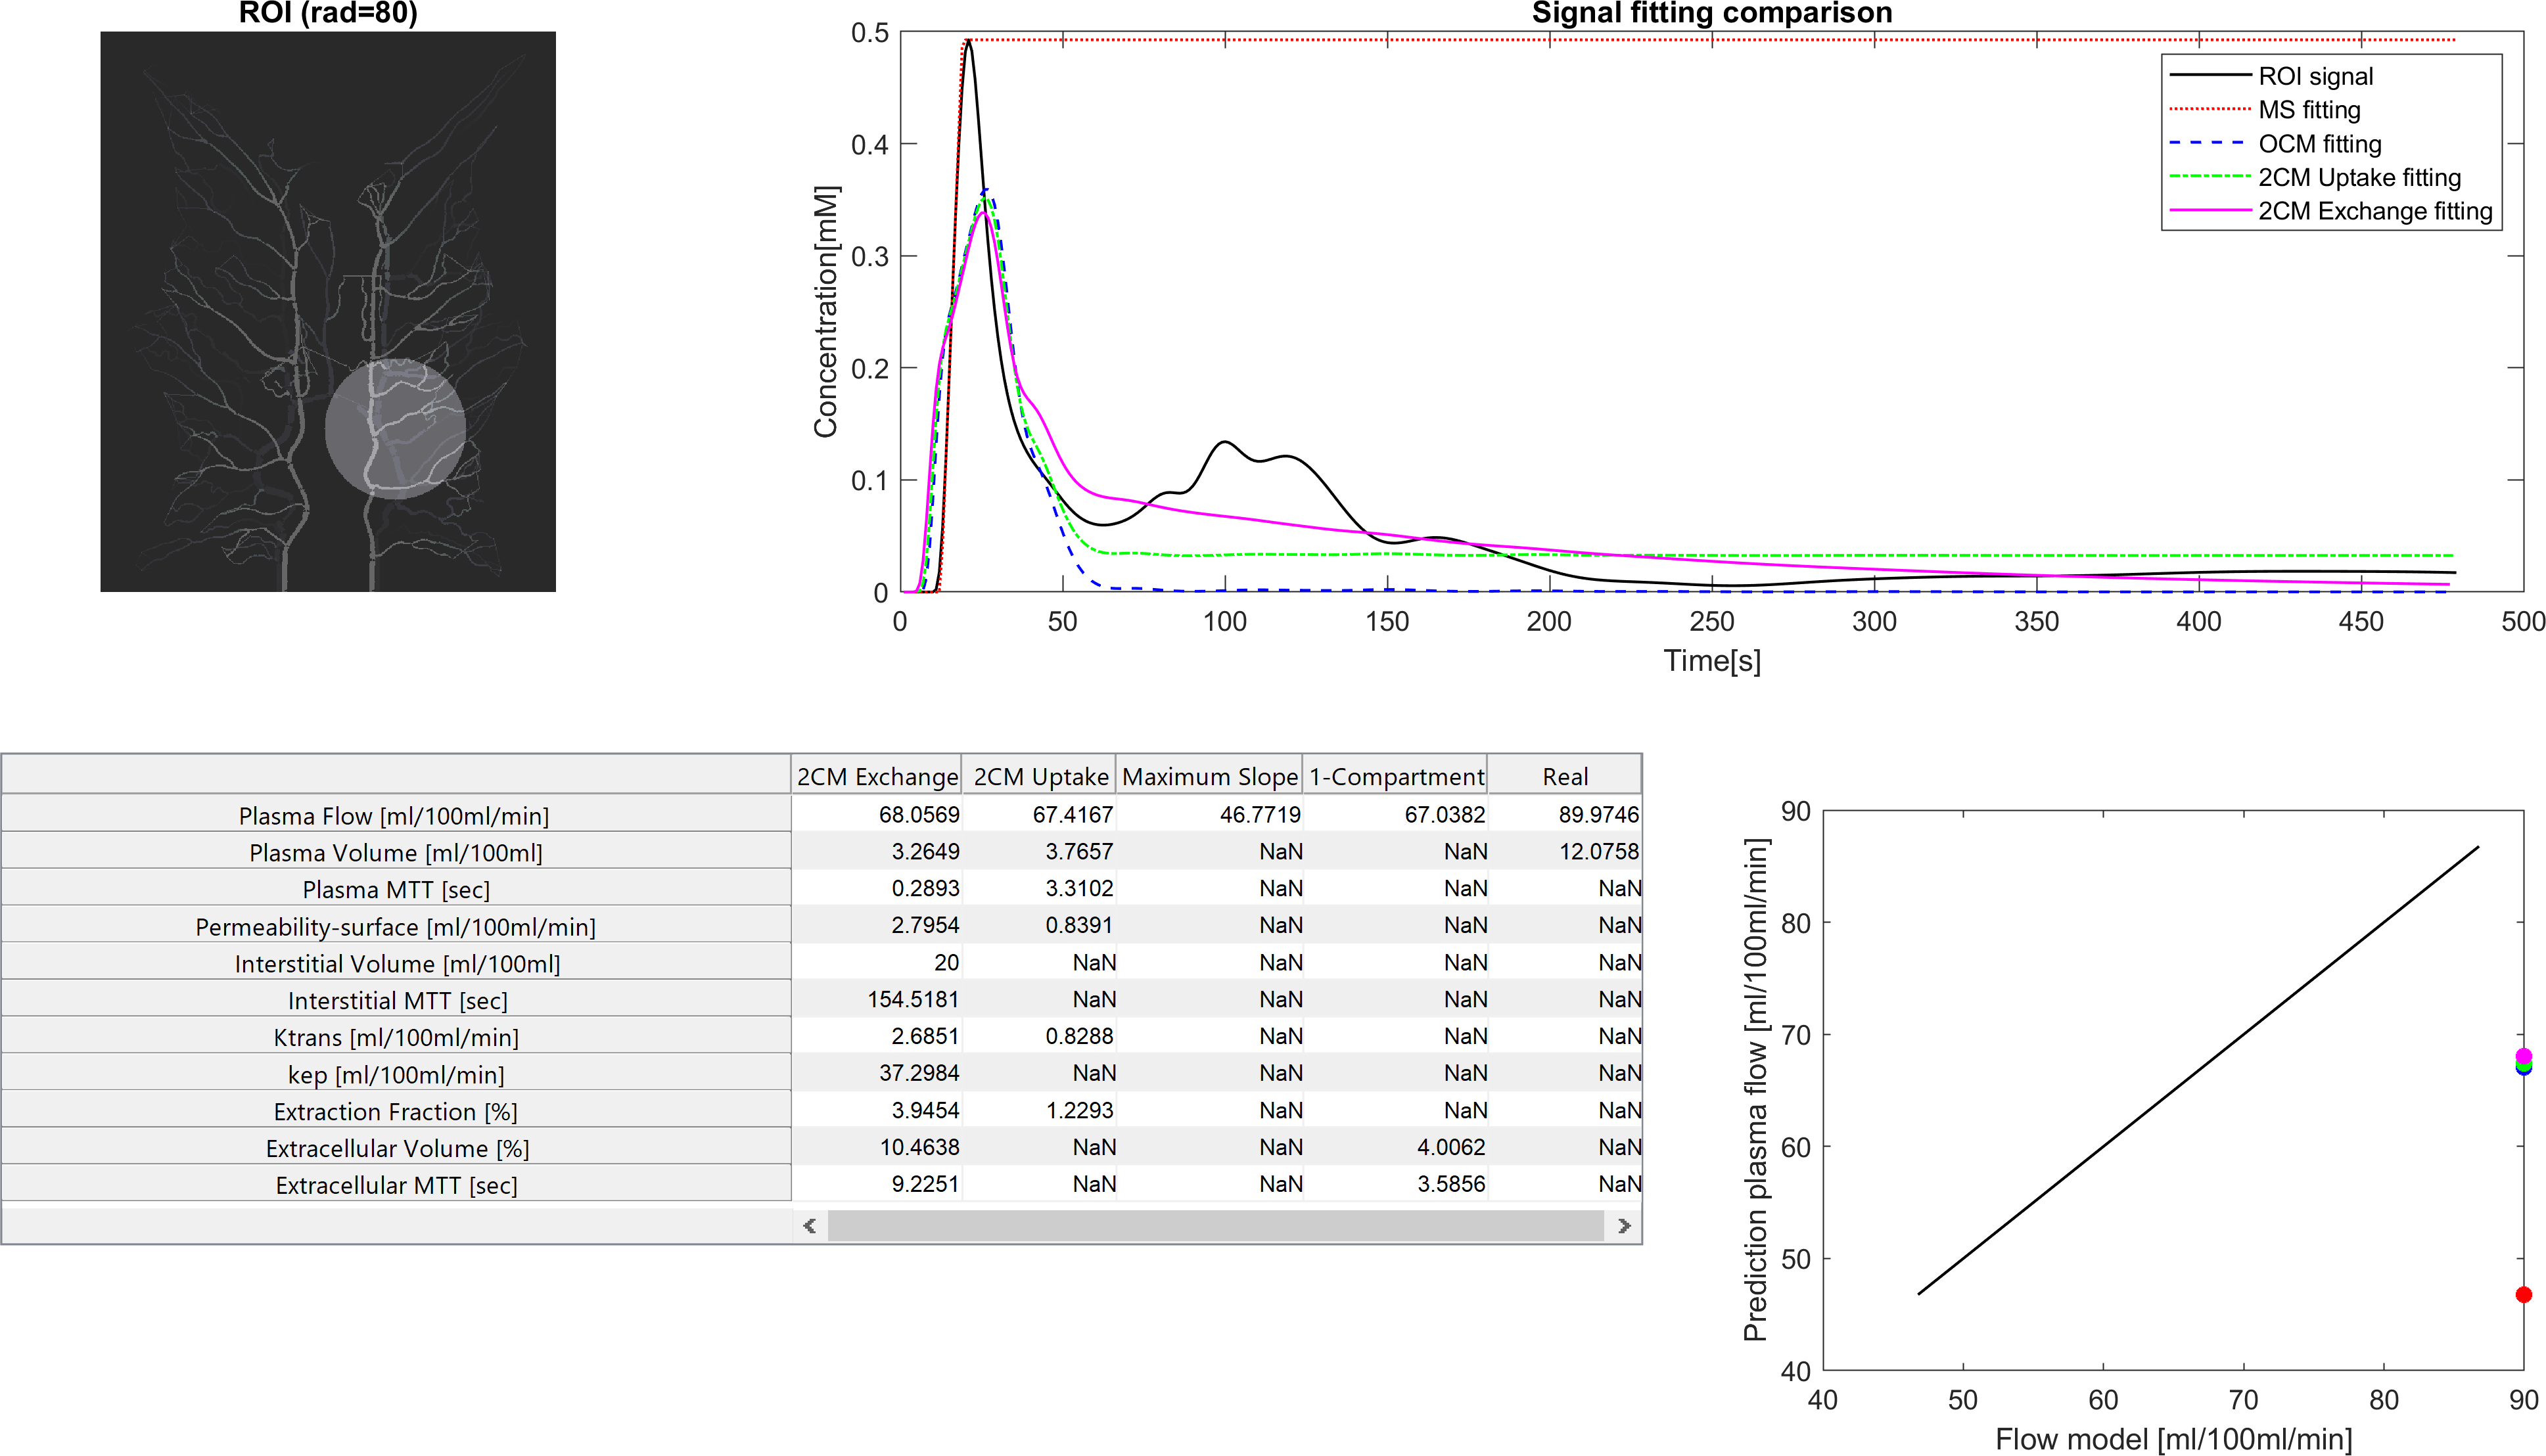 ROI (rad=80)
Signal fitting comparison
Concentration[mM]
0.5
0.4
0.3
0.2
0.1
0
0 50 100 150 200 250 300 350 400 450 500
Time[s]
ROI signal
MS fitting
OCM fitting
2CM Uptake fitting
2CM Exchange fitting
2CM Exchange 2CM Uptake Maximum Slope 1-Compartment Real
Plasma Flow [ml/100ml/min] 68.0569 67.4167 46.7719 67.0382 89.9746
Plasma Volume [ml/100ml] 3.2649 3.7657 NaN NaN 12.0758
Plasma MTT [sec] 0.2893 3.3102 NaN NaN NaN
Permeability-surface [ml/100ml/min] 2.7954 0.8391 NaN NaN NaN
Interstitial Volume [ml/100ml] 20 NaN NaN NaN NaN
Interstitial MTT [sec] 154.5181 NaN NaN NaN NaN
Ktrans [ml/100ml/min] 2.6851 0.8288 NaN NaN NaN
kep [ml/100ml/min] 37.2984 NaN NaN NaN NaN
Extraction Fraction [%] 3.9454 1.2293 NaN NaN NaN
Extracellular Volume [%] 10.4638 NaN NaN 4.0062 NaN
Extracellular MTT [sec] 9.2251 NaN NaN 3.5856 NaN
Prediction plasma flow [ml/100ml/min]
90
80
70
60
50
40
40 50 60 70 80 90
Flow model [ml/100ml/min]